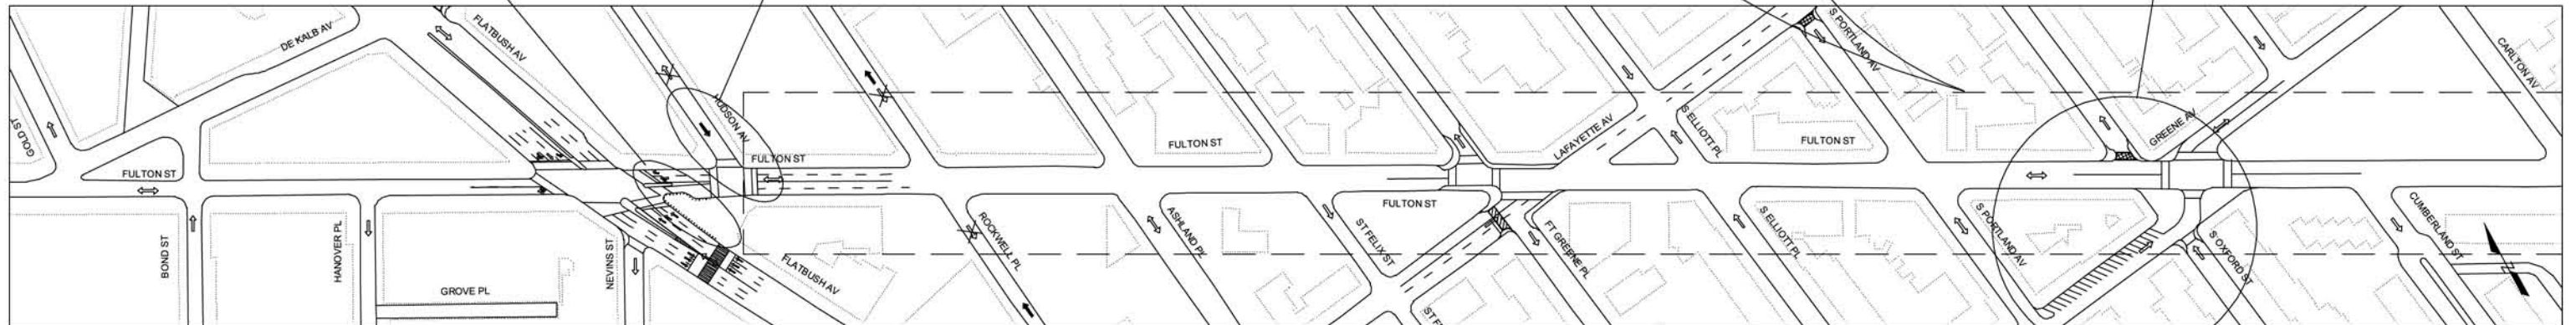 DE KALB AV
FLATBUSH AV
S PORTLAND AV
CARLTON AV
GOLD ST
HUDSON AV
FULTON ST
FULTON ST
FULTON ST
LAFAYETTE AV
S ELLIOTT PL
FULTON ST
GREENE AV
FULTON ST
BOND ST
HANOVER PL
NEVINS ST
GROVE PL
FLATBUSH AV
ROCKWELL PL
ASHLAND PL
ST FELIX ST
FT GREENE PL
S ELLIOTT PL
S PORTLAND AV
S OXFORD ST
CUMBERLAND ST
ST F